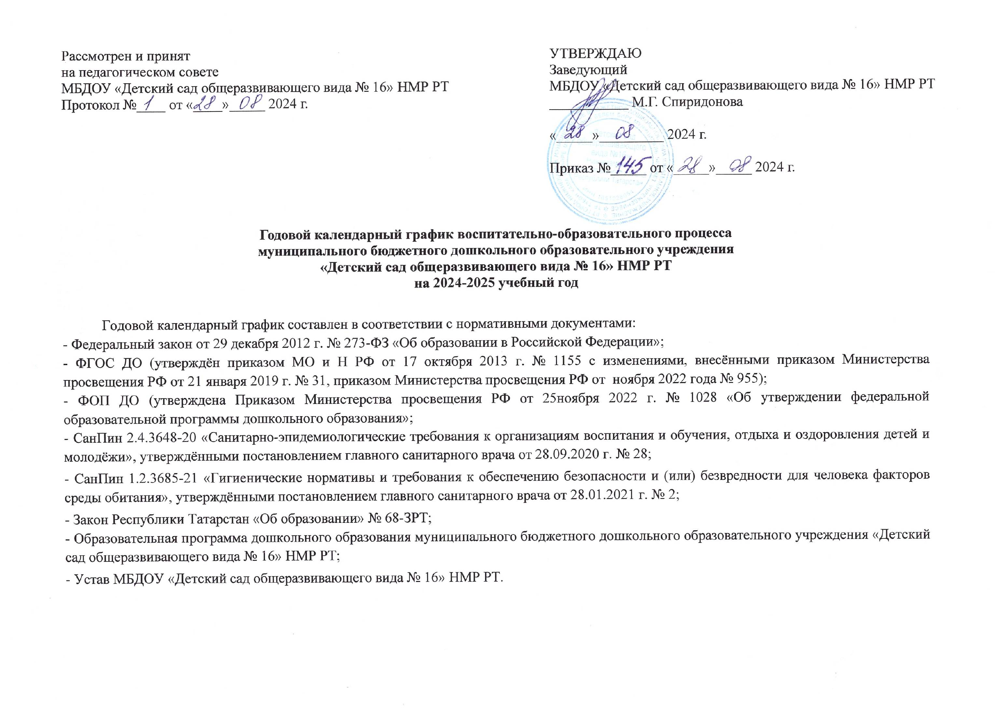 Рассмотрен и принят
на педагогическом совете
МБДОУ «Детский сад общеразвивающего вида № 16» НМР РТ
Протокол № 1 от «28» 08 2024 г.
УТВЕРЖДАЮ
Заведующий
МБДОУ «Детский сад общеразвивающего вида № 16» НМР РТ
М.Г. Спиридонова
«28» 08 2024 г.
Приказ № 145 от «28» 08 2024 г.
Годовой календарный график воспитательно-образовательного процесса
муниципального бюджетного дошкольного образовательного учреждения
«Детский сад общеразвивающего вида № 16» НМР РТ
на 2024-2025 учебный год
Годовой календарный график составлен в соответствии с нормативными документами:
- Федеральный закон от 29 декабря 2012 г. № 273-ФЗ «Об образовании в Российской Федерации»;
- ФГОС ДО (утверждён приказом МО и Н РФ от 17 октября 2013 г. № 1155 с изменениями, внесёнными приказом Министерства
просвещения РФ от 21 января 2019 г. № 31, приказом Министерства просвещения РФ от ноября 2022 года № 955);
- ФОП ДО (утверждена Приказом Министерства просвещения РФ от 25ноября 2022 г. № 1028 «Об утверждении федеральной
образовательной программы дошкольного образования»;
- СанПин 2.4.3648-20 «Санитарно-эпидемиологические требования к организациям воспитания и обучения, отдыха и оздоровления детей и
молодёжи», утверждёнными постановлением главного санитарного врача от 28.09.2020 г. № 28;
- СанПин 1.2.3685-21 «Гигиенические нормативы и требования к обеспечению безопасности и (или) безвредности для человека факторов
среды обитания», утверждёнными постановлением главного санитарного врача от 28.01.2021 г. № 2;
- Закон Республики Татарстан «Об образовании» № 68-ЗРТ;
- Образовательная программа дошкольного образования муниципального бюджетного дошкольного образовательного учреждения «Детский
сад общеразвивающего вида № 16» НМР РТ;
- Устав МБДОУ «Детский сад общеразвивающего вида № 16» НМР РТ.